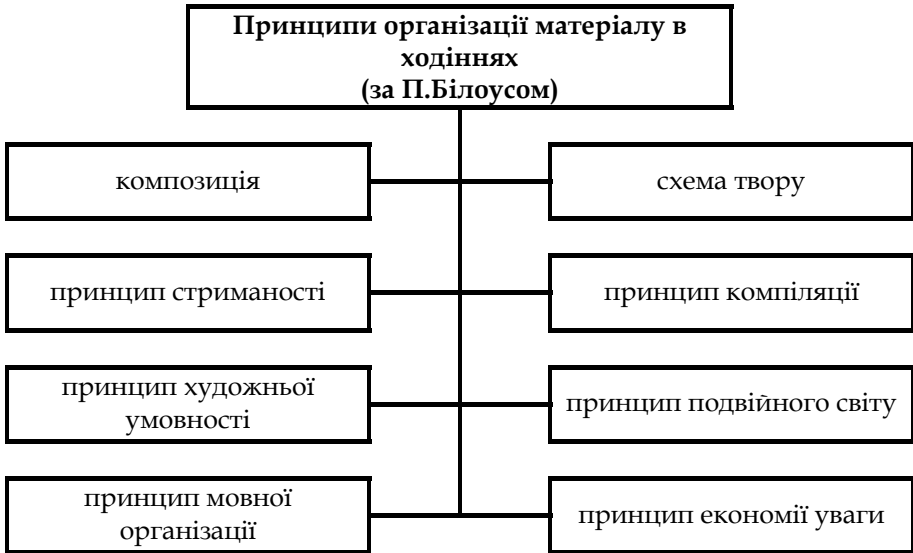 Принципи організації матеріалу в
ходіннях
(за П.Білоусом)
композиція
схема твору
принцип стриманості
принцип компіляції
принцип художньої
умовності
принцип подвійного світу
принцип мовної
організації
принцип економії уваги